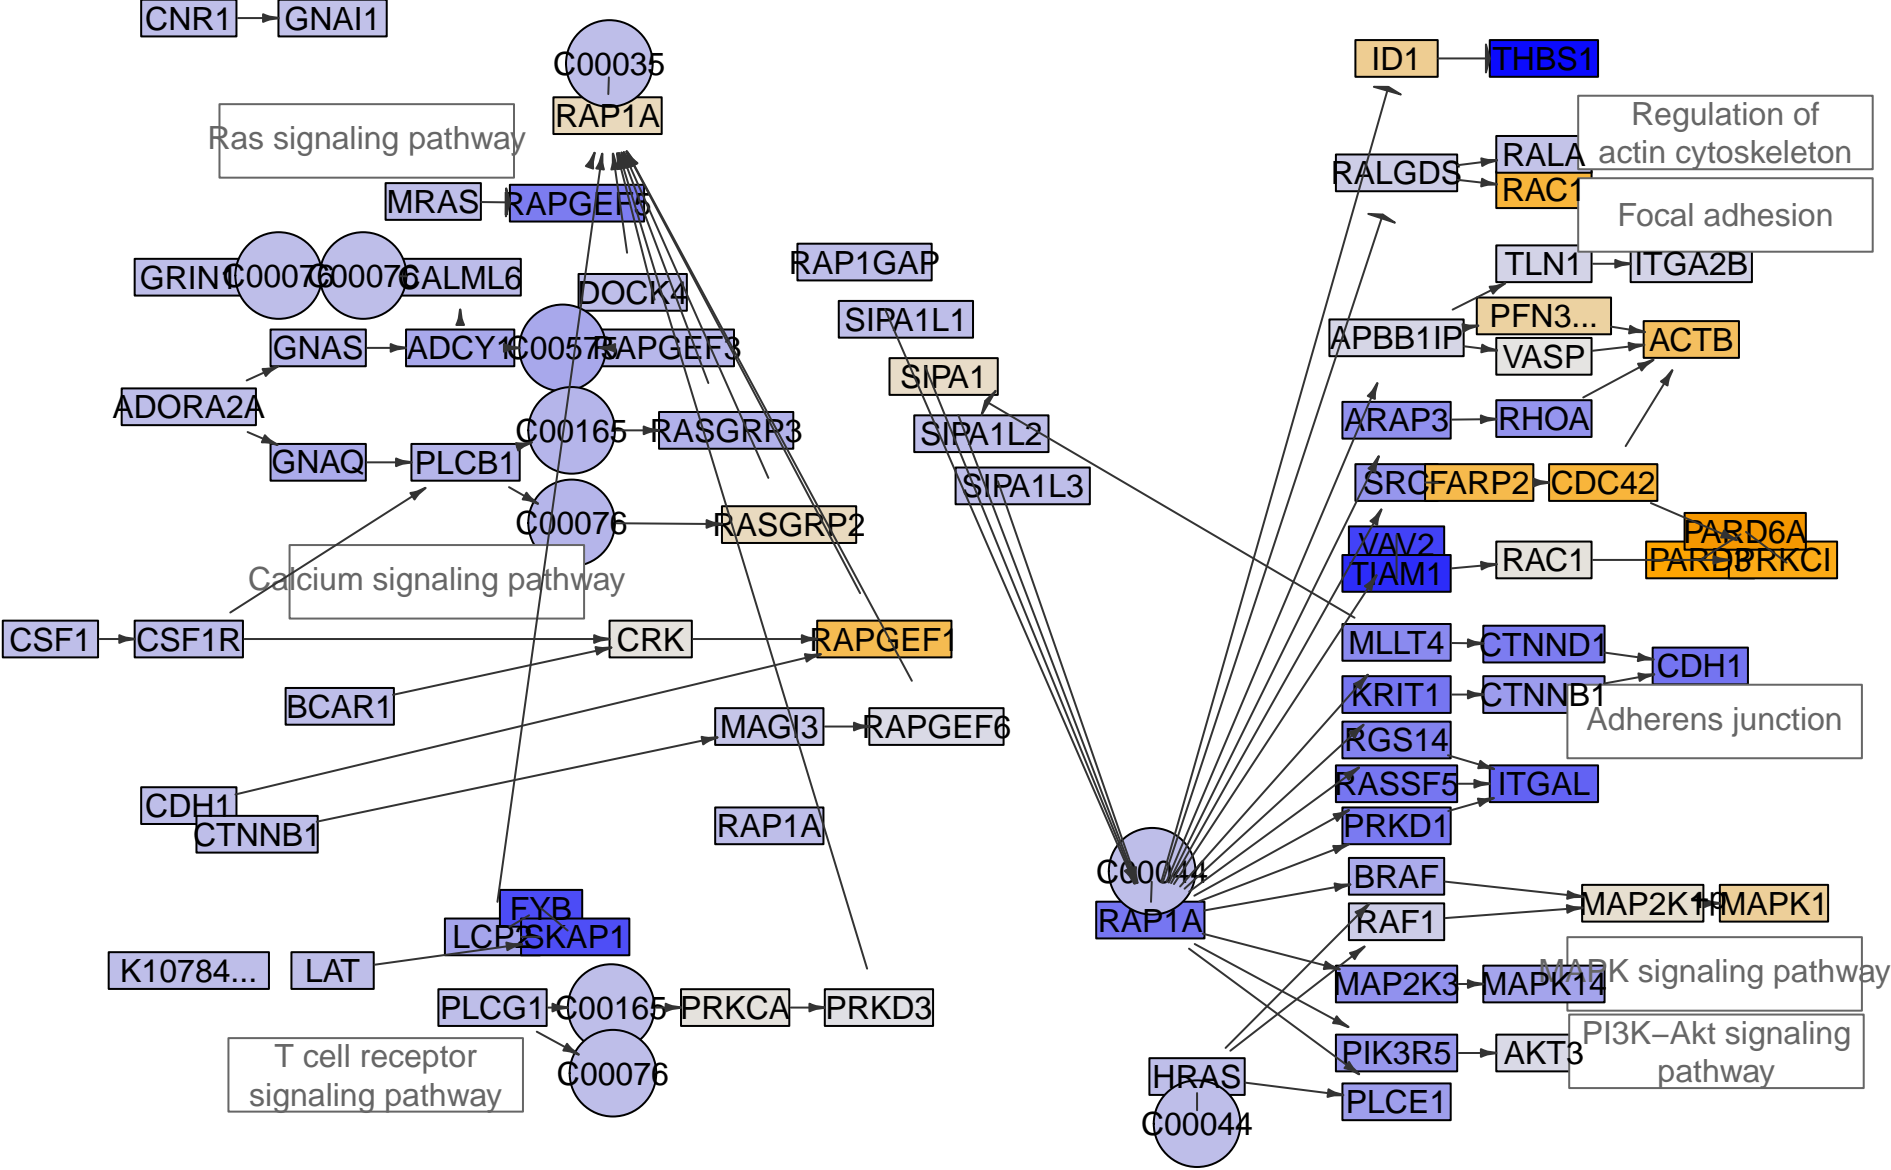 CNR1
GNAI1
C00035
RAP1A
Ras signaling pathway
MRAS
RAPGEF5
GRIN1
C00076
C00076
CALML6
DOCK4
GNAS
ADCY1
C00575
RAPGEF3
ADORA2A
GNAQ
PLCB1
C00165
RASGRP3
C00076
RASGRP2
Calcium signaling pathway
CSF1
CSF1R
CRK
RAPGEF1
BCAR1
MAGI3
RAPGEF6
CDH1
CTNNB1
RAP1A
FYB
LCP2
SKAP1
K10784...
LAT
PLCG1
C00165
PRKCA
PRKD3
C00076
T cell receptor
signaling pathway
RAP1GAP
SIPA1L1
SIPA1
SIPA1L2
SIPA1L3
C00044
RAP1A
HRAS
C00044
ID1
THBS1
Regulation of
actin cytoskeleton
RALGDS
RALA
RAC1
Focal adhesion
TLN1
ITGA2B
APBB1IP
PFN3...
VASP
ACTB
ARAP3
RHOA
SRC
FARP2
CDC42
VAV2
TIAM1
RAC1
PARD6A
PARD3
PRKCI
MLLT4
CTNND1
CDH1
KRIT1
CTNNB1
Adherens junction
RGS14
RASSF5
ITGAL
PRKD1
BRAF
RAF1
MAP2K1
+p
MAPK1
MAPK signaling pathway
MAP2K3
MAPK14
PIK3R5
AKT3
PI3K−Akt signaling
pathway
PLCE1